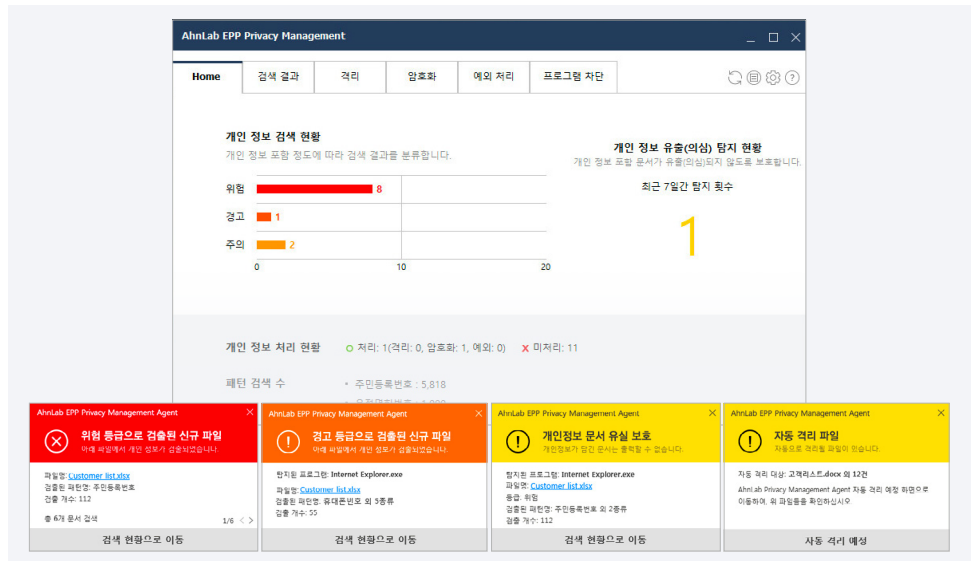 AhnLab EPP Privacy Management
Home 검색 결과 격리 암호화 예외 처리 프로그램 차단
개인 정보 검색 현황
개인 정보 포함 정도에 따라 검색 결과를 분류합니다.
위험 8
경고 1
주의 2
0 10 20
개인 정보 유출(의심) 탐지 현황
개인 정보 포함 문서가 유출(의심)되지 않도록 보호합니다.
최근 7일간 탐지 횟수
1
개인 정보 처리 현황 처리: 1(격리: 0, 암호화: 1, 예외: 0) X 미처리: 11
패턴 검색 수 • 주민등록번호 : 5,818
AhnLab EPP Privacy Management Agent
위험 등급으로 검출된 신규 파일
아래 파일에서 개인 정보가 검출되었습니다.
파일명: Customer list.xlsx
검출된 패턴명: 주민등록번호
검출 개수: 112
총 6개 문서 검색 1/6 < >
검색 현황으로 이동
AhnLab EPP Privacy Management Agent
경고 등급으로 검출된 신규 파일
아래 파일에서 개인 정보가 검출되었습니다.
탐지된 프로그램: Internet Explorer.exe
파일명: Customer list.xlsx
검출된 패턴명: 휴대폰번호 외 3종류
검출 개수: 55
검색 현황으로 이동
AhnLab EPP Privacy Management Agent
개인정보 문서 유실 보호
개인정보가 담긴 문서는 출력할 수 없습니다.
탐지된 프로그램: Internet Explorer.exe
파일명: Customer list.xlsx
등급: 위험
검출된 패턴명: 주민등록번호 외 2종류
검출 개수: 112
검색 현황으로 이동
AhnLab EPP Privacy Management Agent
자동 격리 파일
자동으로 격리될 파일이 있습니다.
자동 격리 대상: 고객리스트.docx 외 12건
AhnLab Privacy Management Agent 자동 격리 예정 화면으로
이동하여, 위 파일들을 확인하십시오
자동 격리 예정